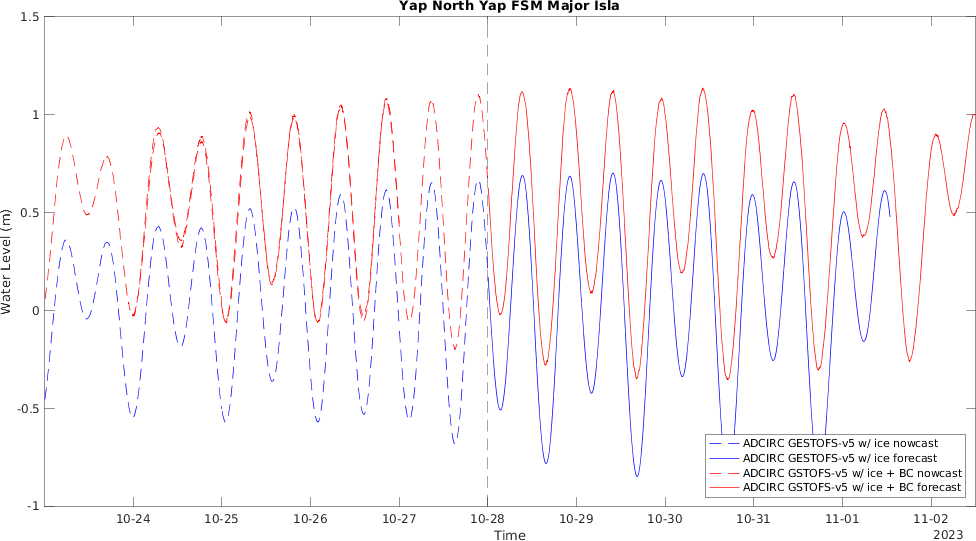 Yap North Yap FSM Major Isla
1.5
1
0.5
0
-0.5
-1
Water Level (m)
ADCIRC GESTOFS-v5 w/ ice nowcast
ADCIRC GESTOFS-v5 w/ ice forecast
ADCIRC GSTOFS-v5 w/ ice + BC nowcast
ADCIRC GSTOFS-v5 w/ ice + BC forecast
10-24 10-25 10-26 10-27 10-28 10-29 10-30 10-31 11-01 11-02
Time 2023